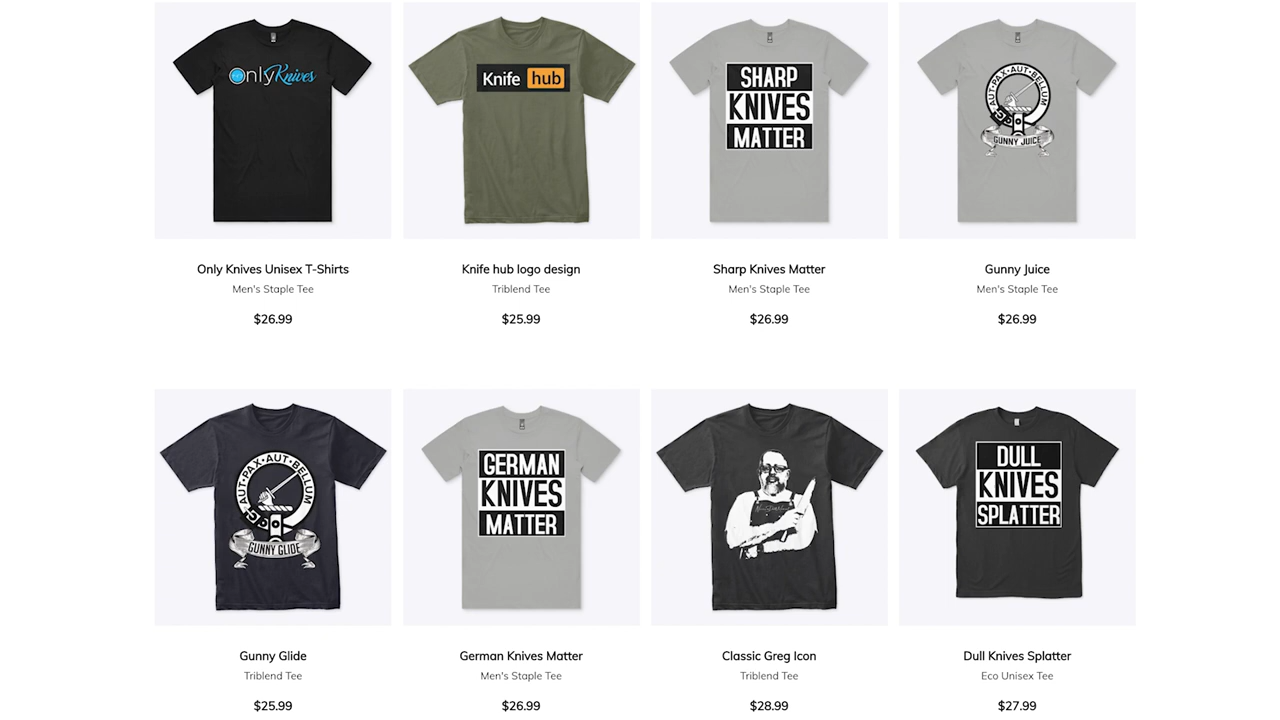 OnlyKnives
Knife hub
SHARP
KNIVES
MATTER
AUT·PAX·AUT·BELLUM
GUNNY JUICE
Only Knives Unisex T-Shirts
Men's Staple Tee
$26.99
Knife hub logo design
Triblend Tee
$25.99
Sharp Knives Matter
Men's Staple Tee
$26.99
Gunny Juice
Men's Staple Tee
$26.99
AUT·PAX·AUT·BELLUM
GUNNY GLIDE
GERMAN
KNIVES
MATTER
DULL
KNIVES
SPLATTER
Gunny Glide
Triblend Tee
$25.99
German Knives Matter
Men's Staple Tee
$26.99
Classic Greg Icon
Triblend Tee
$28.99
Dull Knives Splatter
Eco Unisex Tee
$27.99